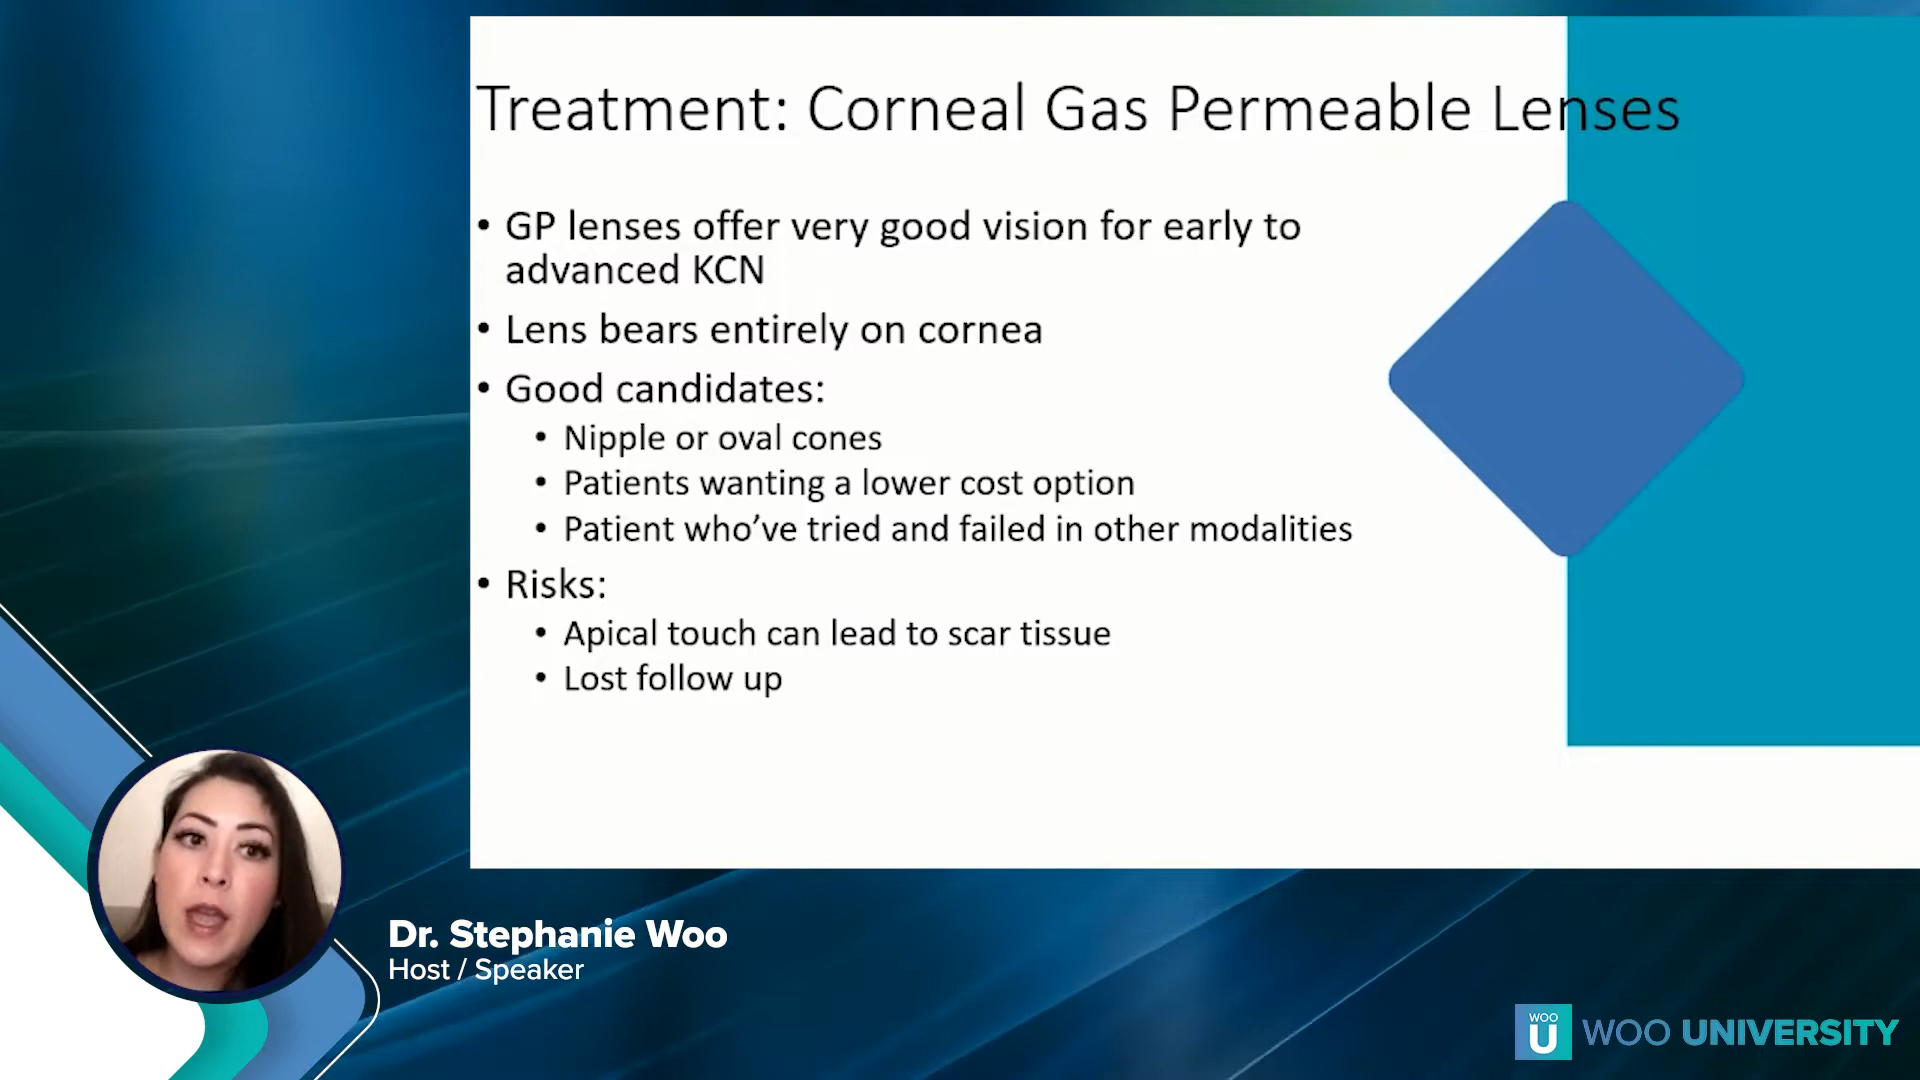 Treatment: Corneal Gas Permeable Lenses
• GP lenses offer very good vision for early to
advanced KCN
• Lens bears entirely on cornea
• Good candidates:
• Nipple or oval cones
• Patients wanting a lower cost option
• Patient who’ve tried and failed in other modalities
• Risks:
• Apical touch can lead to scar tissue
• Lost follow up
Dr. Stephanie Woo
Host / Speaker
WOO
U
WOO UNIVERSITY